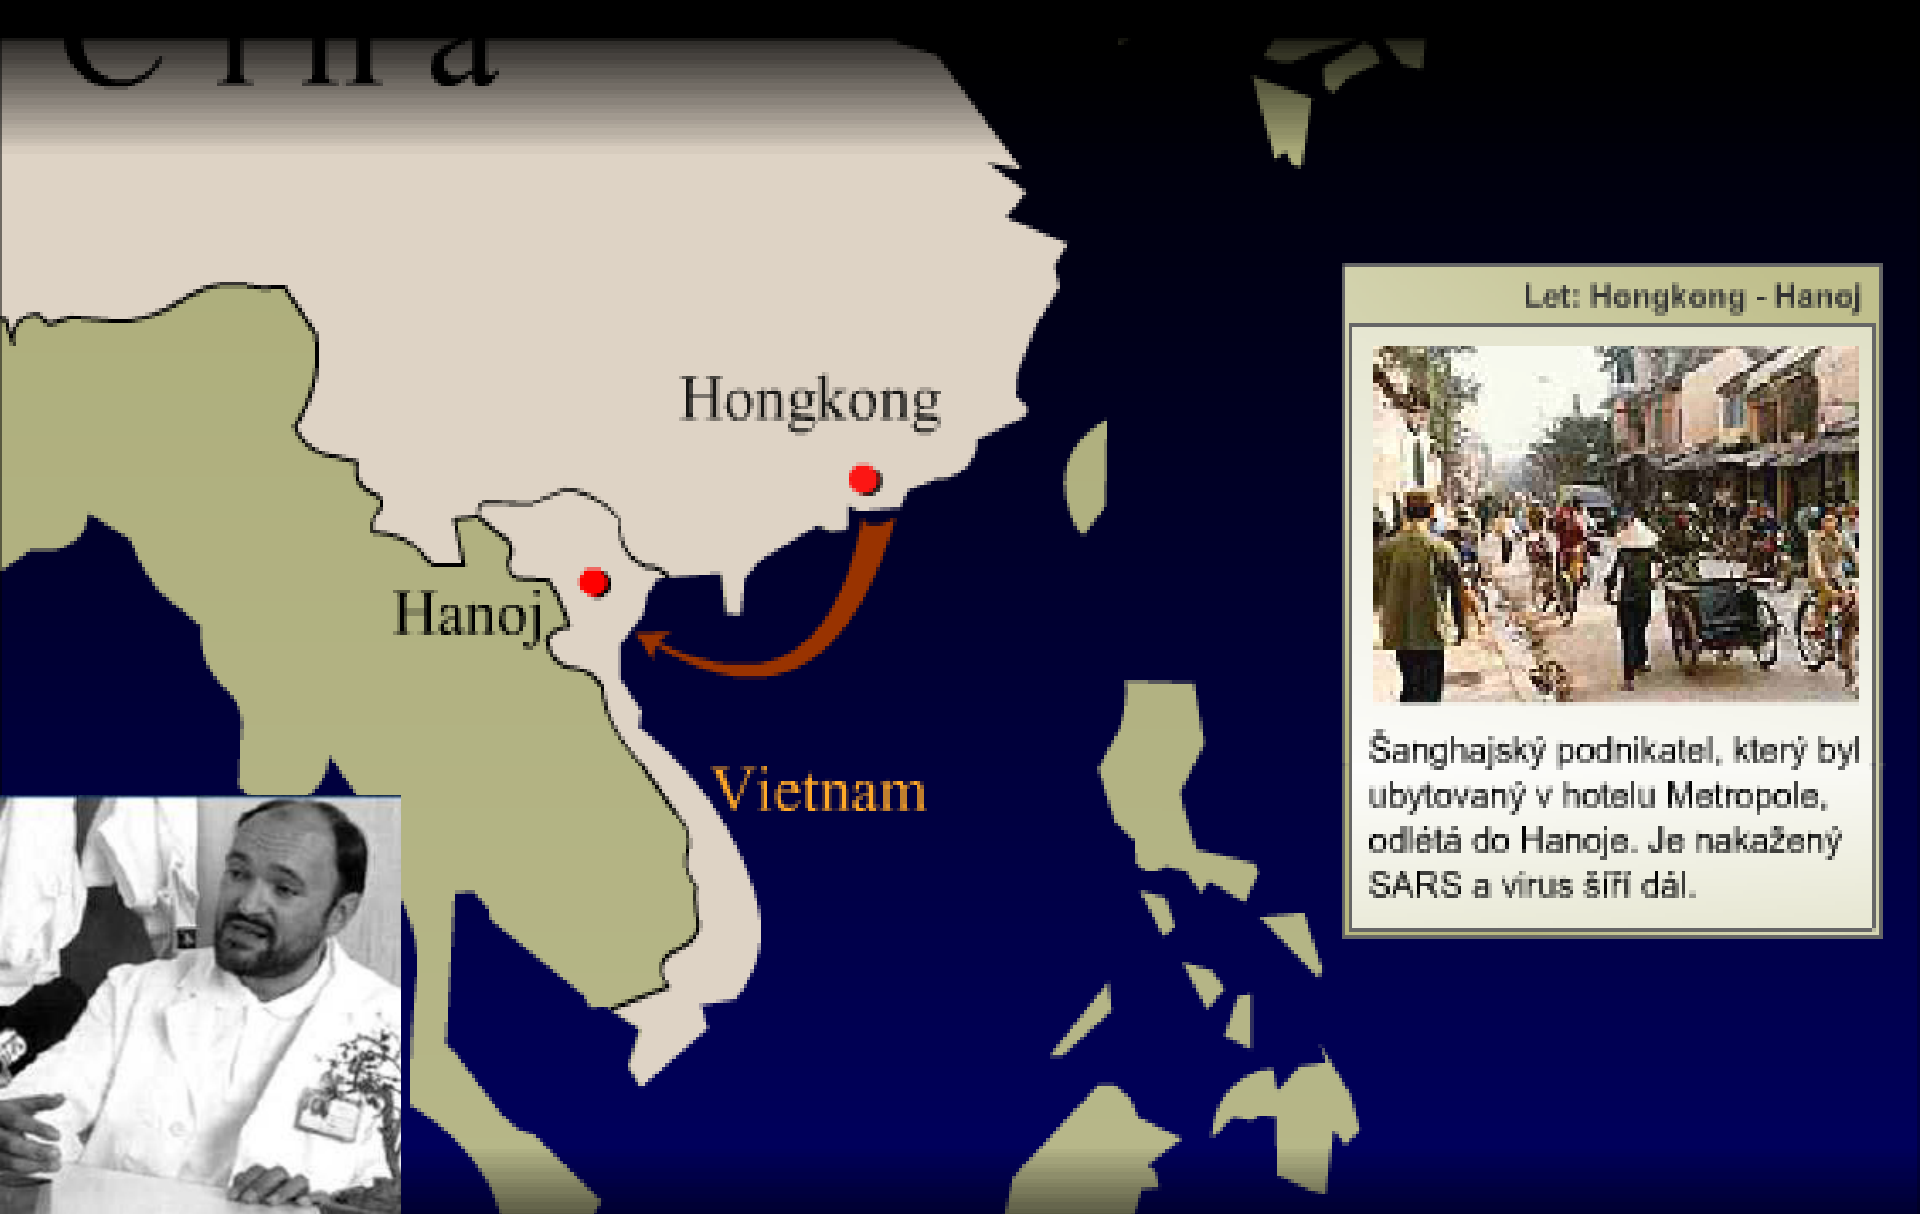 Čína
Hongkong
Hanoj
Vietnam
Let: Hongkong - Hanoj
Šanghajský podnikatel, který byl
ubytovaný v hotelu Metropole,
odlétá do Hanoje. Je nakažený
SARS a virus šíří dál.